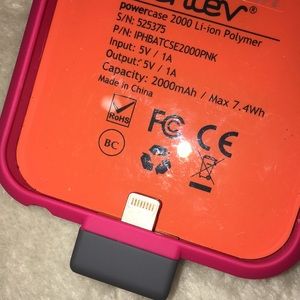 powercase 2000 Li-ion Polymer
S/N: 525375
P/N: IPHBATCSE2000PNK
Input: 5V / 1A
Output: 5V / 1A
Capacity: 2000mAh / Max 7.4Wh
Made in China
RoHS FC CE
BC